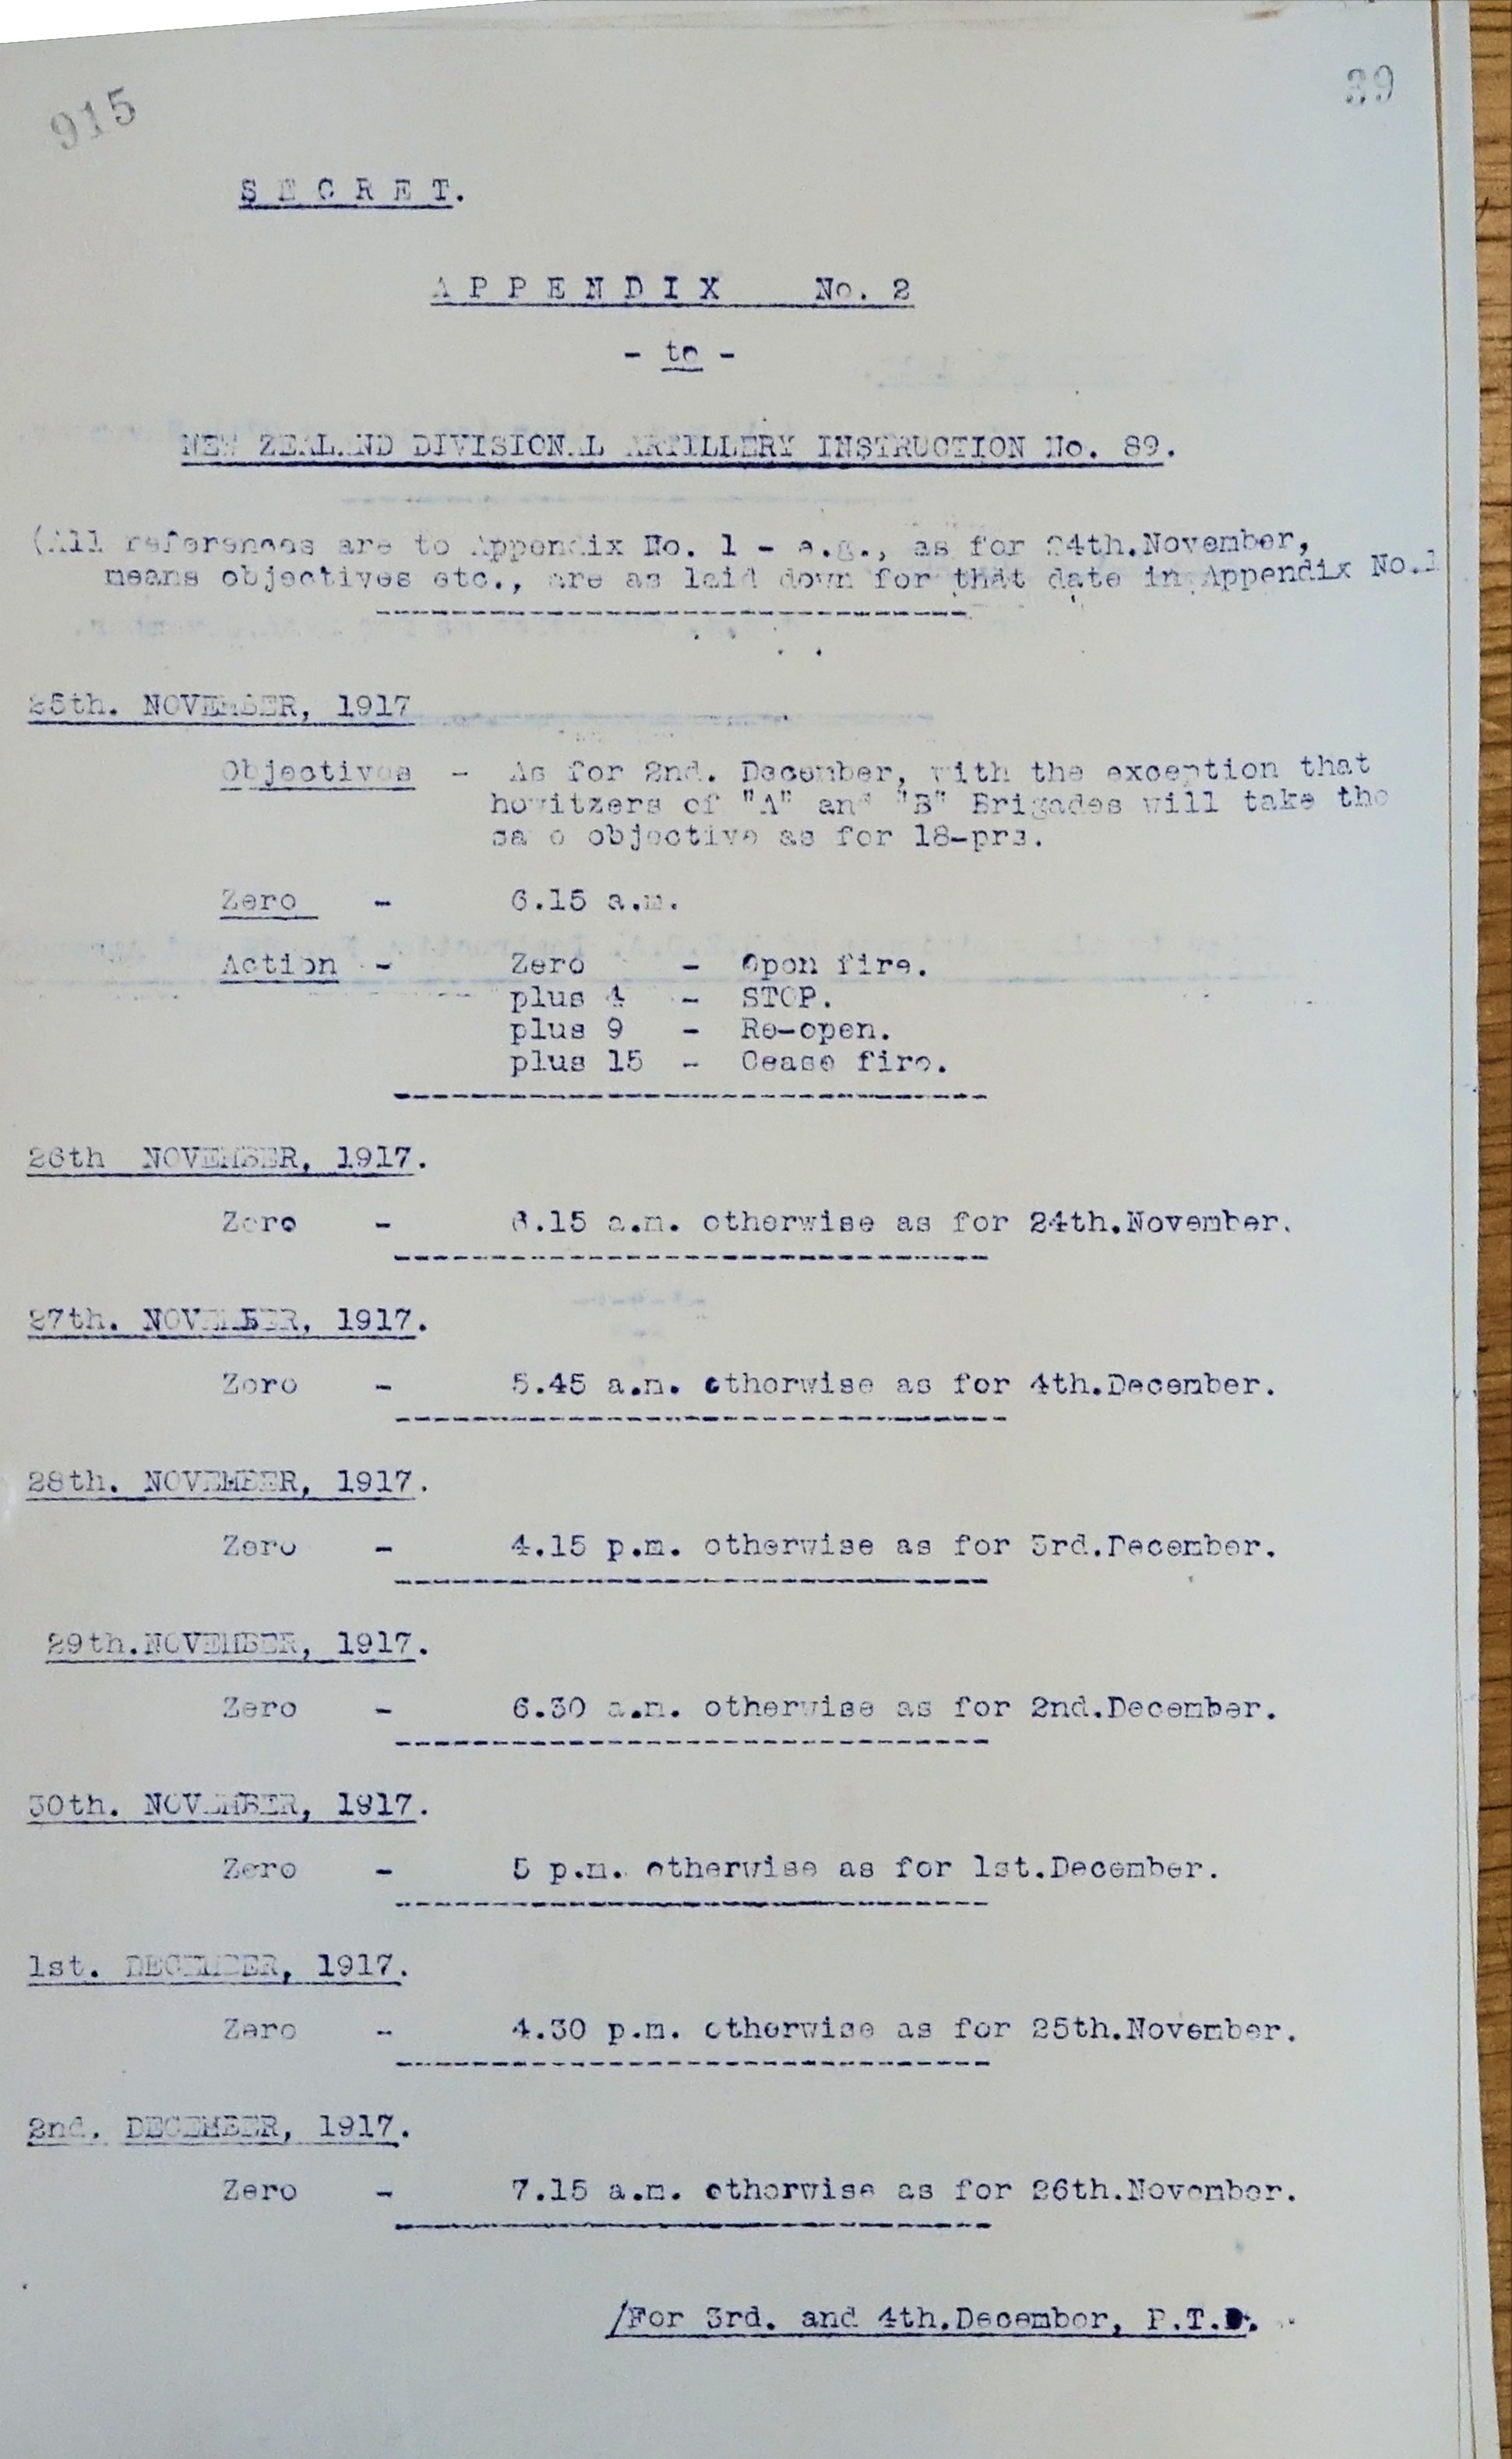 915
39
S E C R E T.
A P P E N D I X No. 2
- to -
NEW ZEALAND DIVISIONAL ARTILLERY INSTRUCTION No. 89.
(All references are to Appendix No. 1 - e.g., as for 24th.November,
means objectives etc., are as laid down for that date in Appendix No.1
25th. NOVEMBER, 1917
Objectives - As for 2nd. December, with the exception that
howitzers of "A" and "B" Brigades will take the
same objective as for 18-prs.
Zero - 6.15 a.m.
Action - Zero - Open fire.
plus 4 - STOP.
plus 9 - Re-open.
plus 15 - Cease fire.
26th NOVEMBER, 1917.
Zero - 6.15 a.m. otherwise as for 24th.November.
27th. NOVEMBER, 1917.
Zero - 5.45 a.m. otherwise as for 4th.December.
28th. NOVEMBER, 1917.
Zero - 4.15 p.m. otherwise as for 3rd.December.
29th.NOVEMBER, 1917.
Zero - 6.30 a.m. otherwise as for 2nd.December.
30th. NOVEMBER, 1917.
Zero - 5 p.m. otherwise as for 1st.December.
1st. DECEMBER, 1917.
Zero - 4.30 p.m. otherwise as for 25th.November.
2nd. DECEMBER, 1917.
Zero - 7.15 a.m. otherwise as for 26th.November.
/For 3rd. and 4th.December, P.T.O.